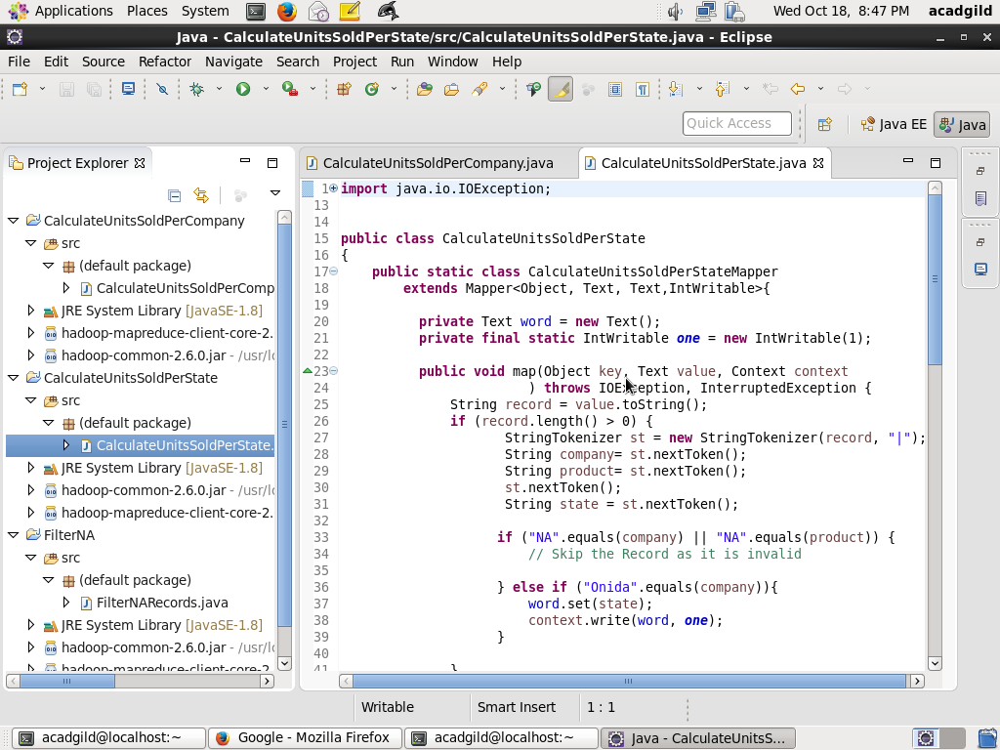 Applications Places System Wed Oct 18, 8:47 PM acadgild
Java - CalculateUnitsSoldPerState/src/CalculateUnitsSoldPerState.java - Eclipse
File Edit Source Refactor Navigate Search Project Run Window Help
Quick Access Java EE Java
Project Explorer
CalculateUnitsSoldPerCompany
src
(default package)
CalculateUnitsSoldPerComp
JRE System Library [JavaSE-1.8]
hadoop-mapreduce-client-core-2.
hadoop-common-2.6.0.jar - /usr/lo
CalculateUnitsSoldPerState
src
(default package)
CalculateUnitsSoldPerState.
JRE System Library [JavaSE-1.8]
hadoop-common-2.6.0.jar - /usr/lo
hadoop-mapreduce-client-core-2.
FilterNA
src
(default package)
FilterNARecords.java
JRE System Library [JavaSE-1.8]
hadoop-common-2.6.0.jar - /usr/lo
hadoop-mapreduce-client-core-2.
CalculateUnitsSoldPerCompany.java CalculateUnitsSoldPerState.java
1 import java.io.IOException;
13
14
15 public class CalculateUnitsSoldPerState
16 {
17 public static class CalculateUnitsSoldPerStateMapper
18 extends Mapper<Object, Text, Text,IntWritable>{
19
20 private Text word = new Text();
21 private final static IntWritable one = new IntWritable(1);
22
23 public void map(Object key, Text value, Context context
24 ) throws IOException, InterruptedException {
25 String record = value.toString();
26 if (record.length() > 0) {
27 StringTokenizer st = new StringTokenizer(record, "|");
28 String company= st.nextToken();
29 String product= st.nextToken();
30 st.nextToken();
31 String state = st.nextToken();
32
33 if ("NA".equals(company) || "NA".equals(product)) {
34 // Skip the Record as it is invalid
35
36 } else if ("Onida".equals(company)){
37 word.set(state);
38 context.write(word, one);
39 }
40
41 }
Writable Smart Insert 1 : 1
acadgild@localhost:~ Google - Mozilla Firefox acadgild@localhost:~ Java - CalculateUnitsS...